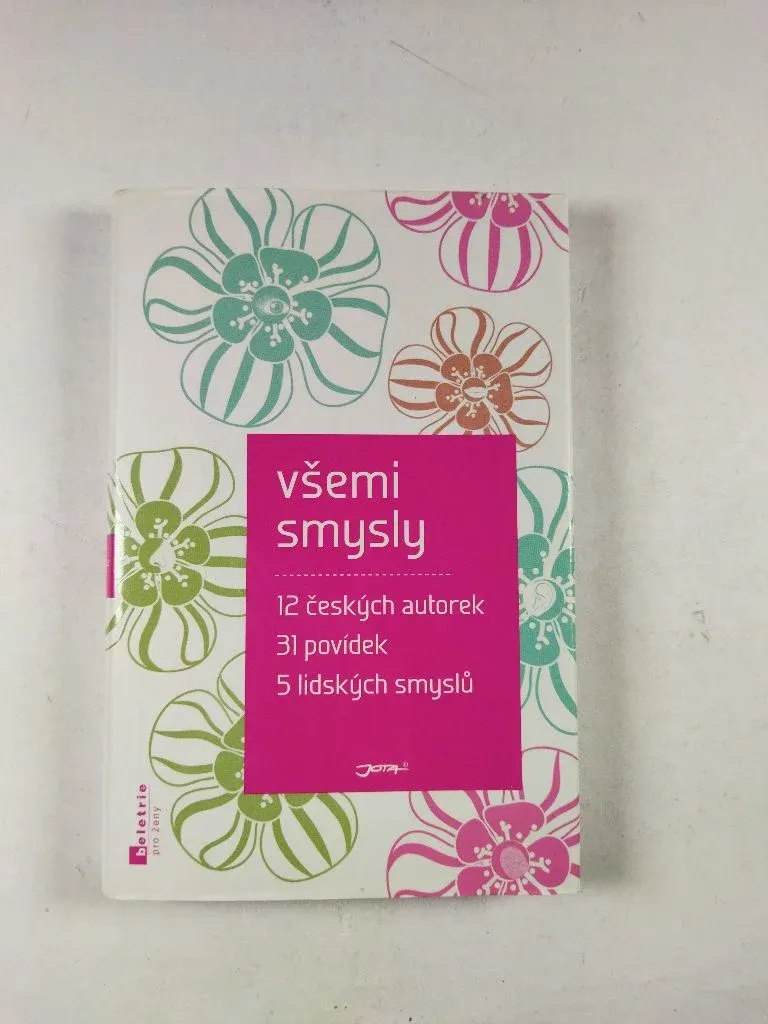 všemi
smysly
12 českých autorek
31 povídek
5 lidských smyslů
JOTA®
beletrie
pro ženy